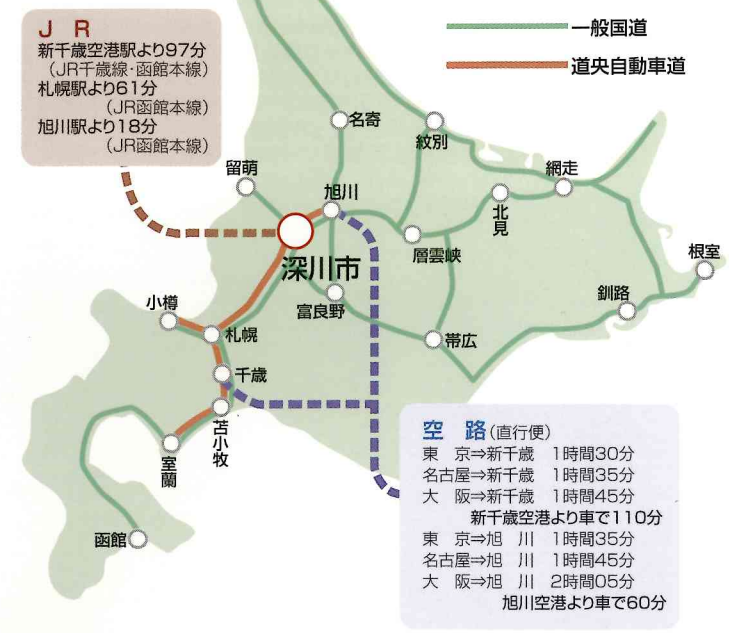 JR
新千歳空港駅より97分
(JR千歳線・函館本線)
札幌駅より61分
(JR函館本線)
旭川駅より18分
(JR函館本線)
一般国道
道央自動車道
名寄
紋別
留萌
旭川
網走
北見
層雲峡
深川市
根室
釧路
富良野
小樽
札幌
帯広
千歳
苫小牧
室蘭
函館
空路(直行便)
東 京⇒新千歳 1時間30分
名古屋⇒新千歳 1時間35分
大 阪⇒新千歳 1時間45分
新千歳空港より車で110分
東 京⇒旭 川 1時間35分
名古屋⇒旭 川 1時間45分
大 阪⇒旭 川 2時間05分
旭川空港より車で60分